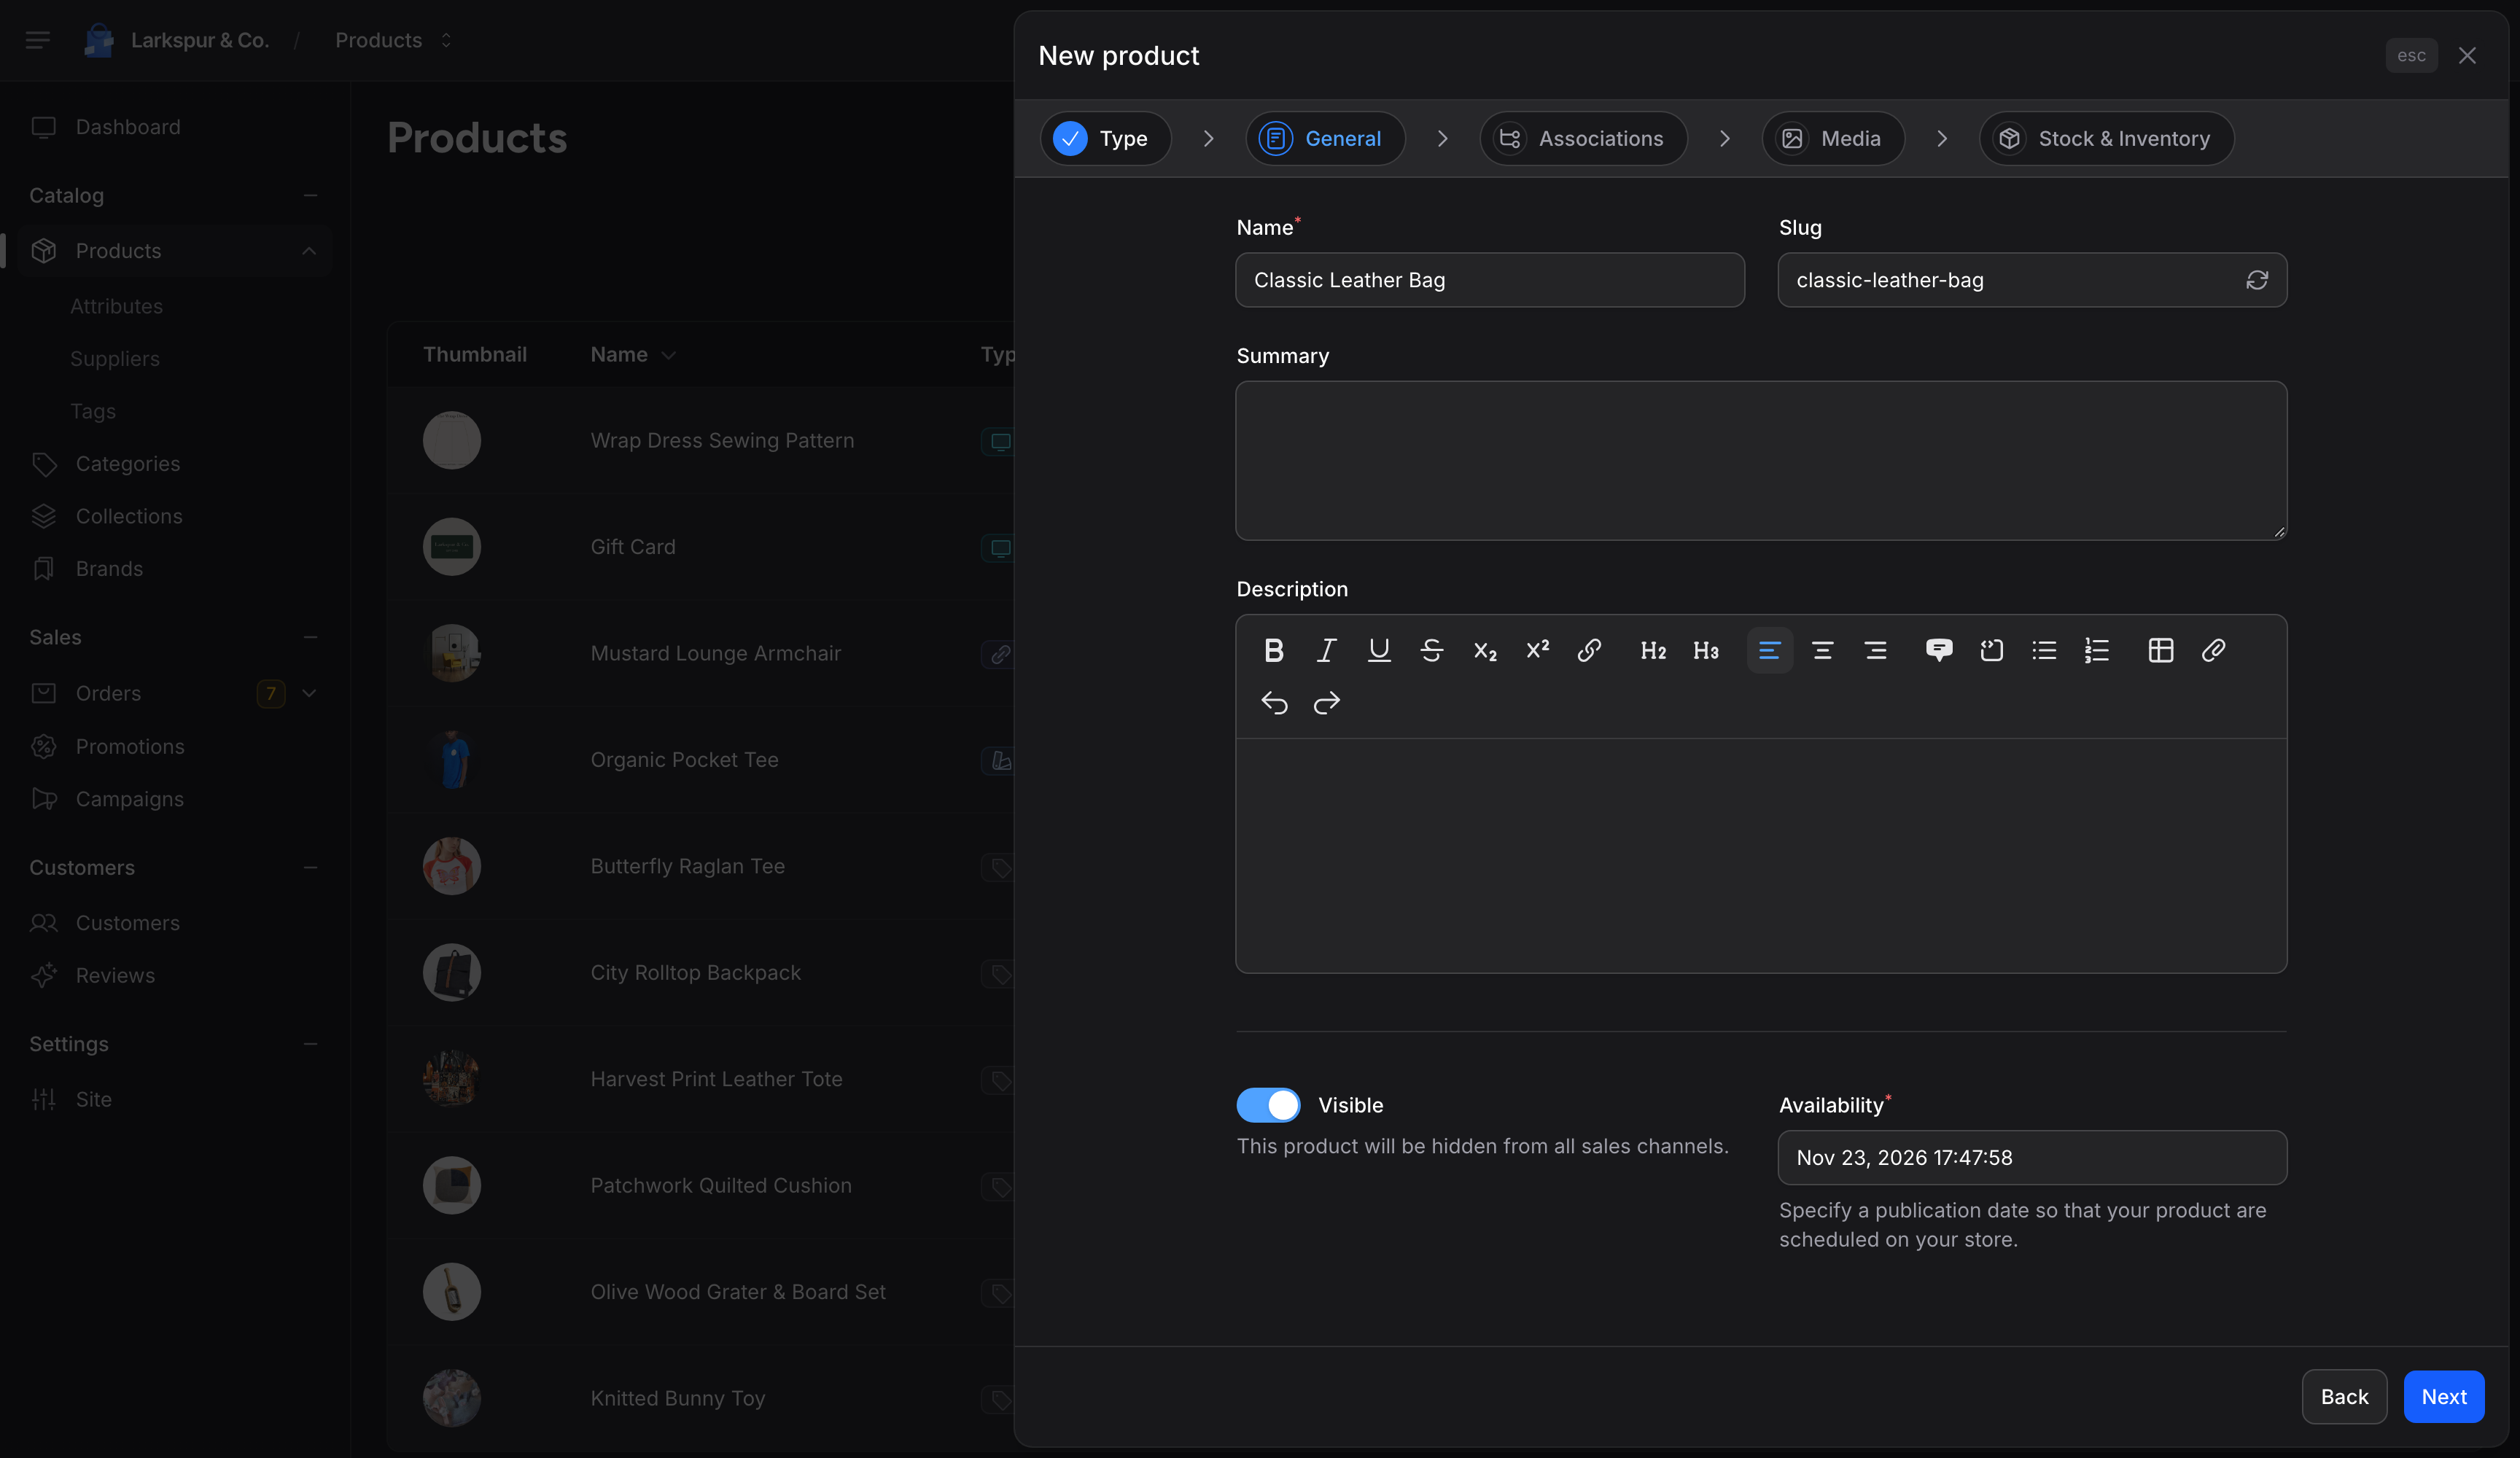 Larkspur & Co. / Products
Dashboard
Catalog
Products
Attributes
Suppliers
Tags
Categories
Collections
Brands
Sales
Orders 7
Promotions
Campaigns
Customers
Customers
Reviews
Settings
Site
Products
Thumbnail Name Typ
Wrap Dress Sewing Pattern
Gift Card
Mustard Lounge Armchair
Organic Pocket Tee
Butterfly Raglan Tee
City Rolltop Backpack
Harvest Print Leather Tote
Patchwork Quilted Cushion
Olive Wood Grater & Board Set
Knitted Bunny Toy
New product esc
Type General Associations Media Stock & Inventory
Name* Slug
Classic Leather Bag classic-leather-bag
Summary
Description
B I U S x₂ x² H2 H3
Visible
This product will be hidden from all sales channels.
Availability*
Nov 23, 2026 17:47:58
Specify a publication date so that your product are
scheduled on your store.
Back Next